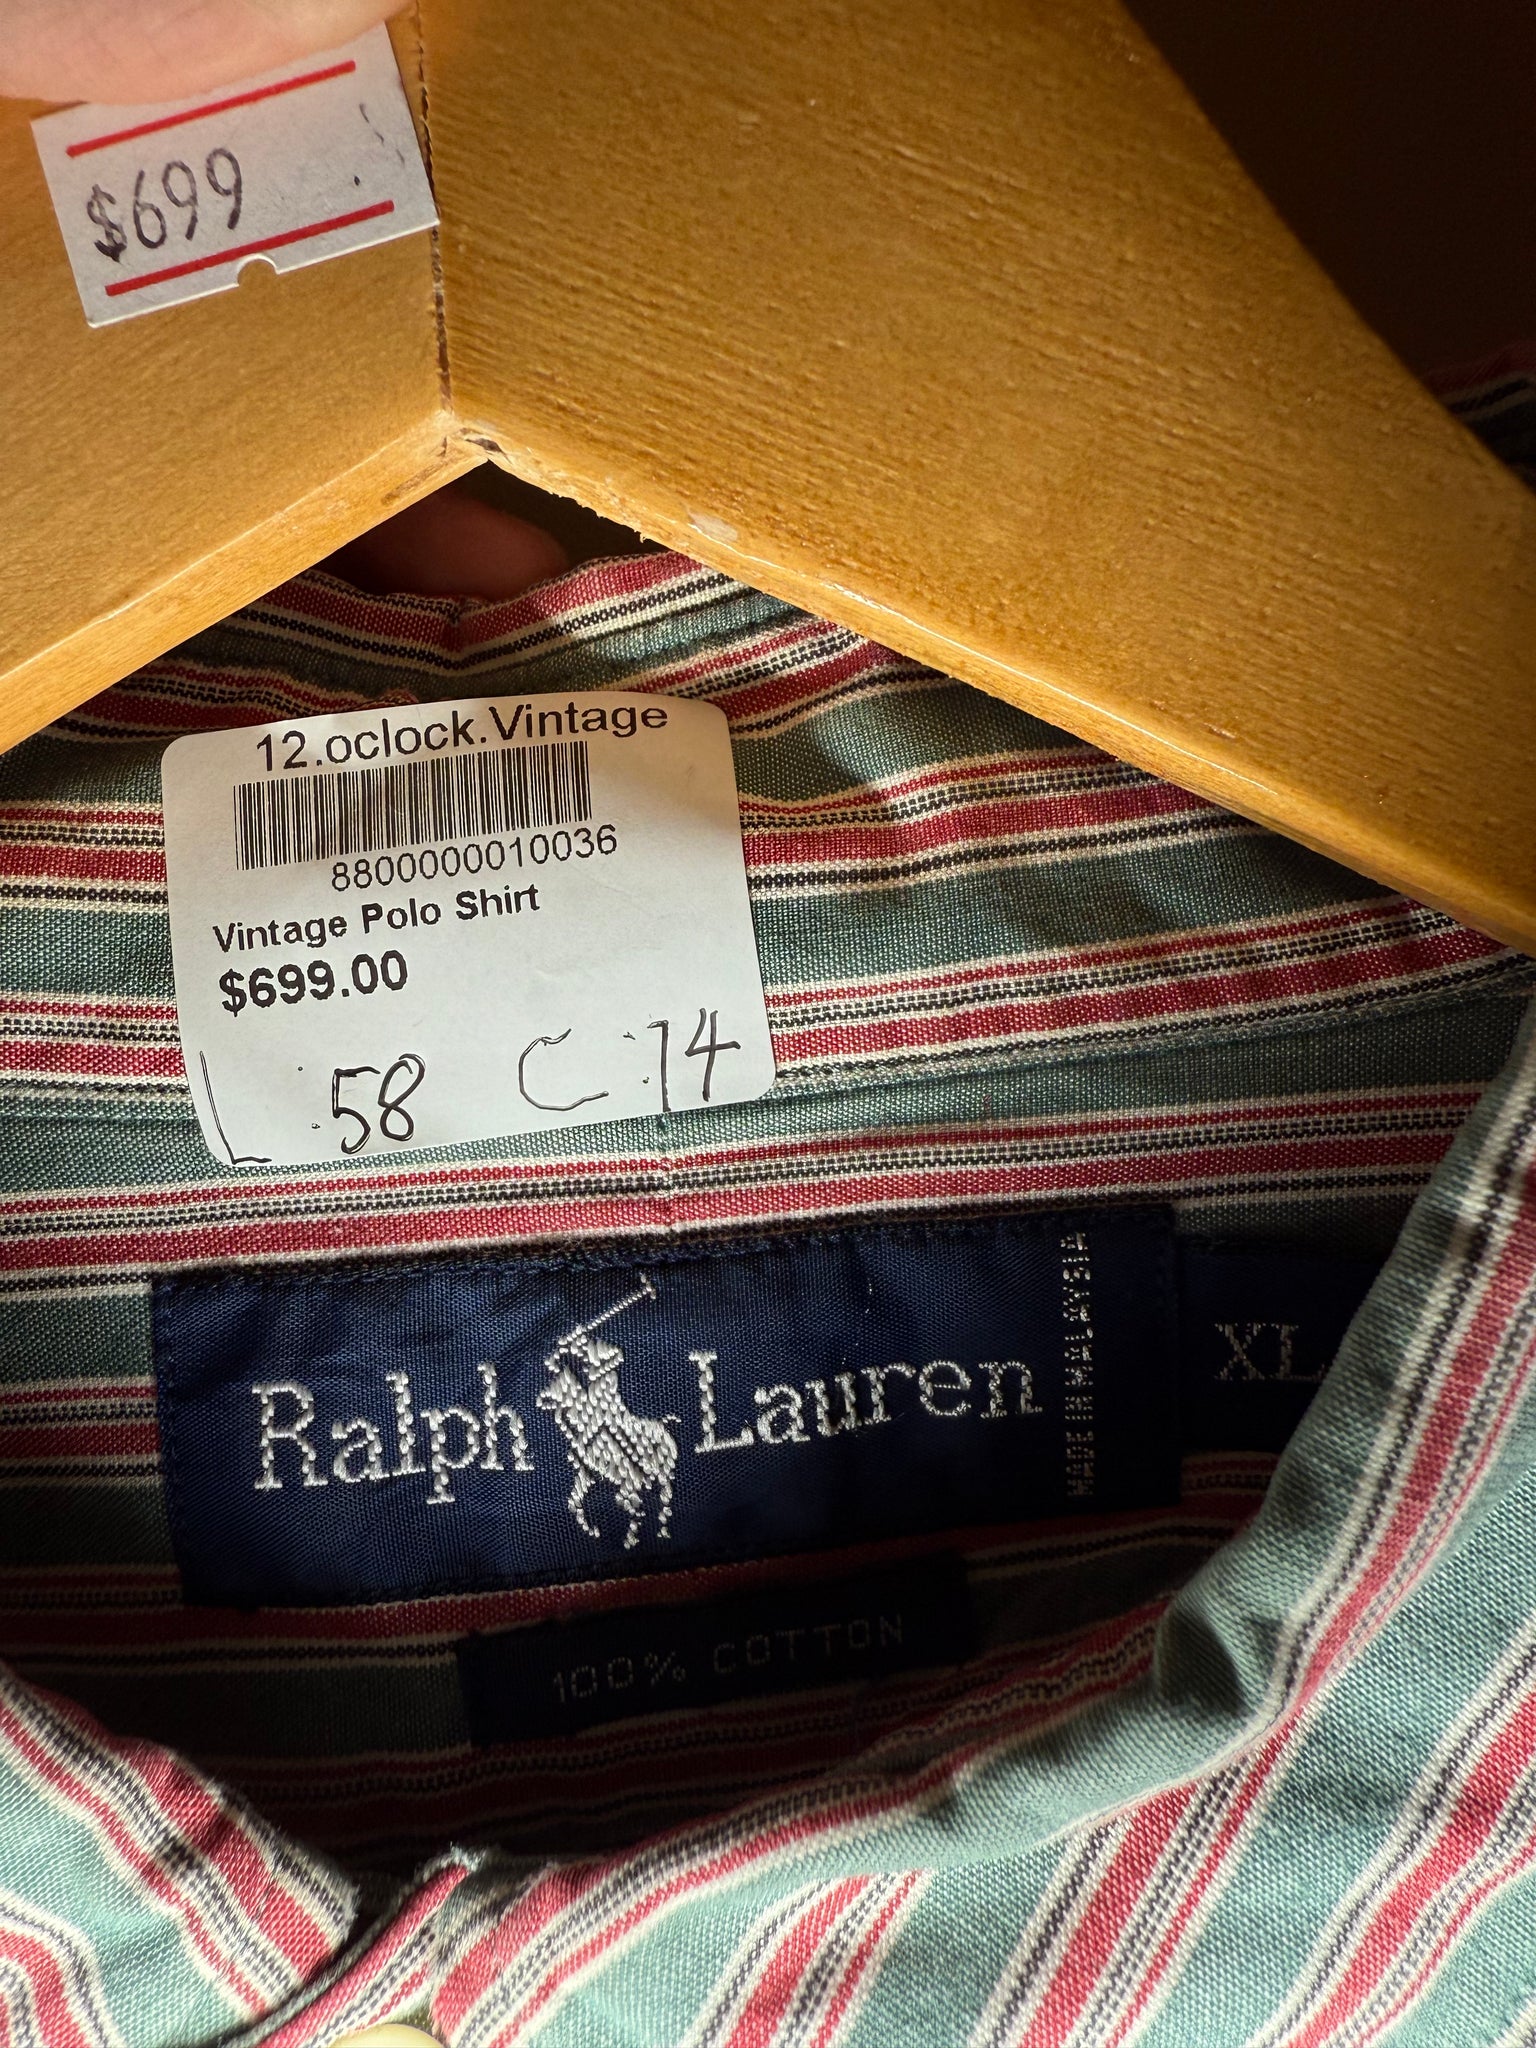 $699
12.oclock.Vintage
8800000010036
Vintage Polo Shirt
$699.00
L :58 C :74
Ralph Lauren
MADE IN MALAYSIA
XL
100% COTTON